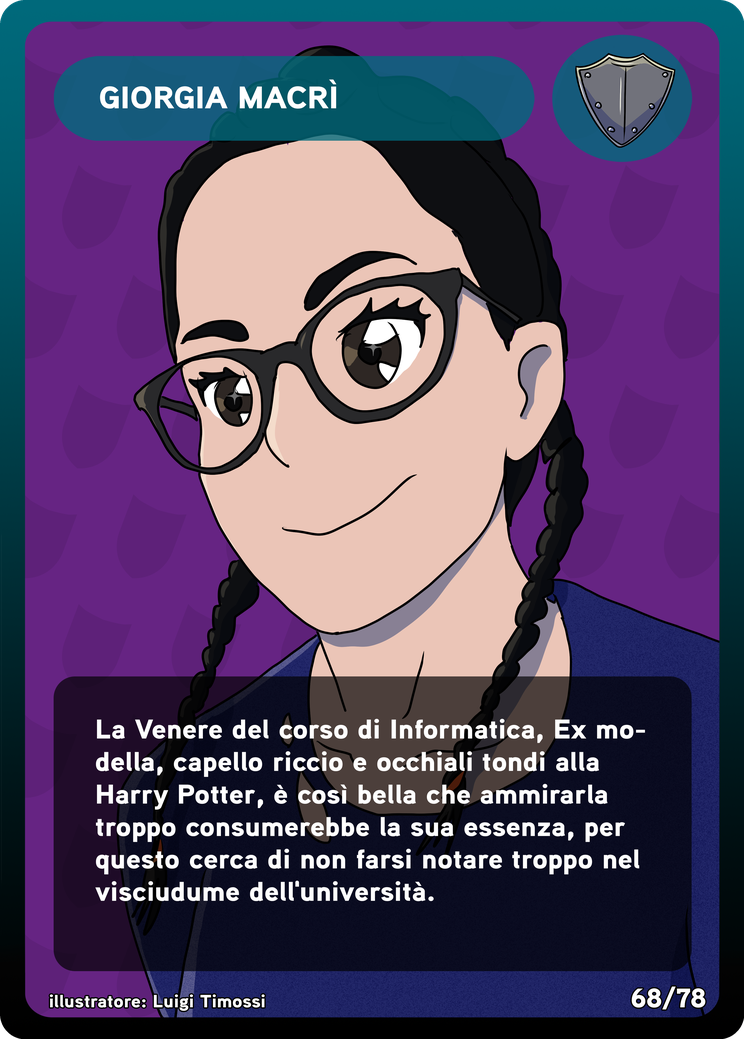 GIORGIA MACRÌ
La Venere del corso di Informatica, Ex mo-
della, capello riccio e occhiali tondi alla
Harry Potter, è così bella che ammirarla
troppo consumerebbe la sua essenza, per
questo cerca di non farsi notare troppo nel
visciudume dell'università.
illustratore: Luigi Timossi
68/78